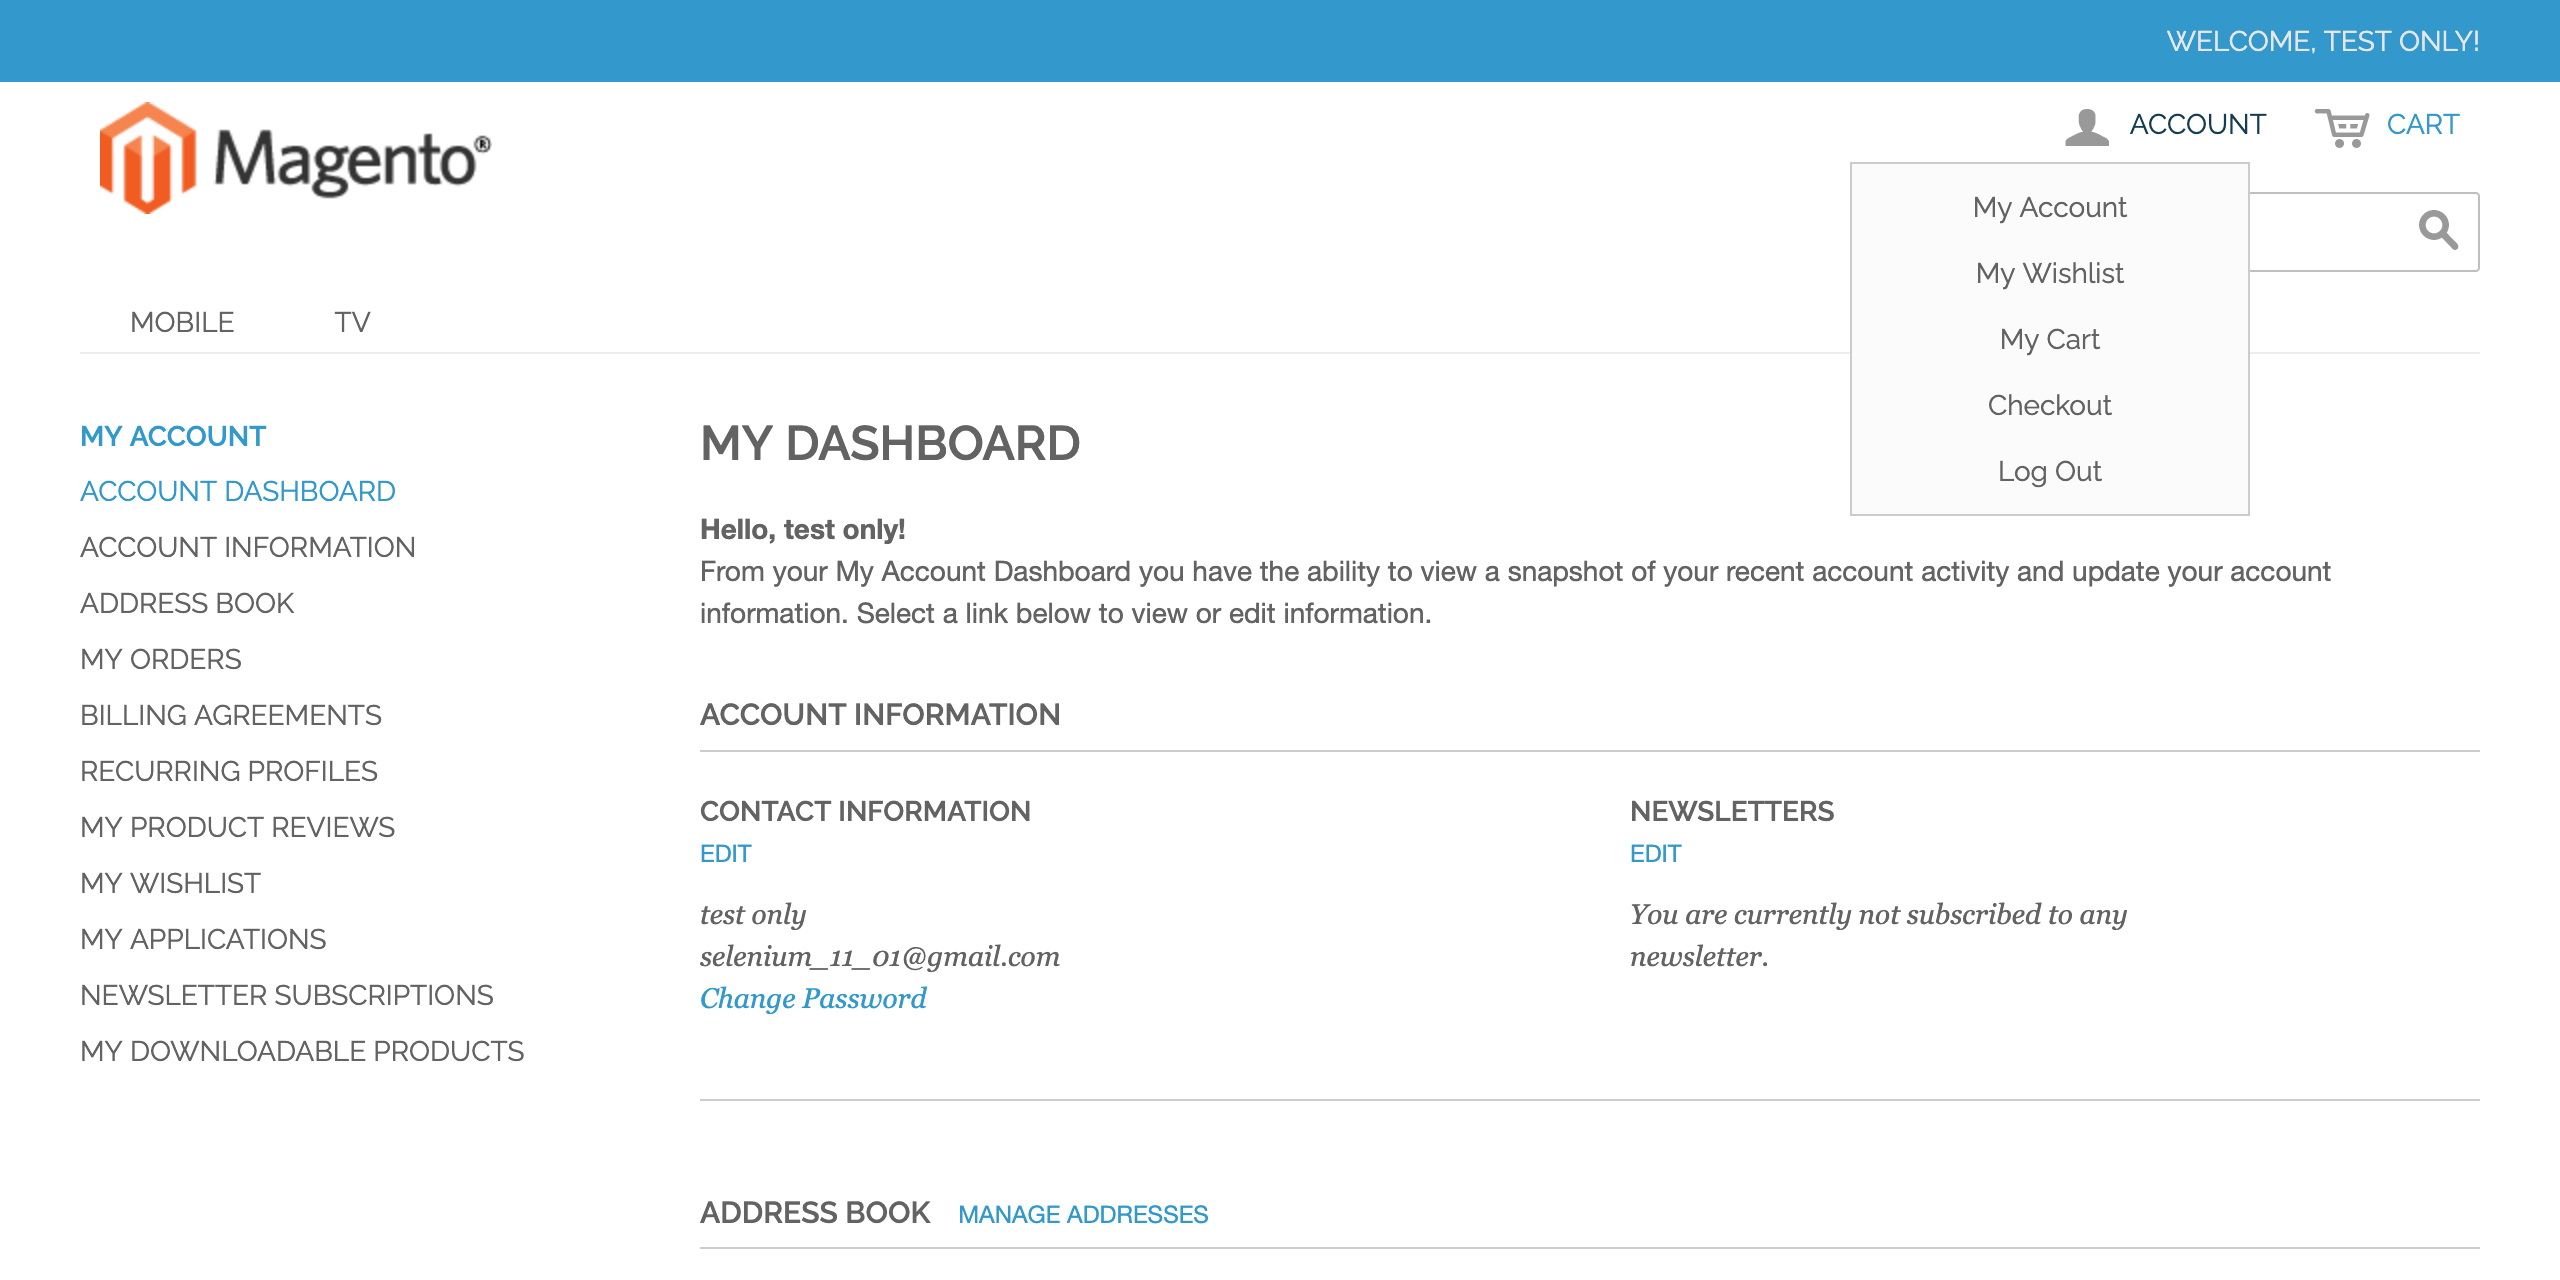 WELCOME, TEST ONLY!
Magento®
ACCOUNT
CART
My Account
My Wishlist
My Cart
Checkout
Log Out
MOBILE
TV
MY ACCOUNT
ACCOUNT DASHBOARD
ACCOUNT INFORMATION
ADDRESS BOOK
MY ORDERS
BILLING AGREEMENTS
RECURRING PROFILES
MY PRODUCT REVIEWS
MY WISHLIST
MY APPLICATIONS
NEWSLETTER SUBSCRIPTIONS
MY DOWNLOADABLE PRODUCTS
MY DASHBOARD
Hello, test only!
From your My Account Dashboard you have the ability to view a snapshot of your recent account activity and update your account
information. Select a link below to view or edit information.
ACCOUNT INFORMATION
CONTACT INFORMATION
EDIT
test only
selenium_11_01@gmail.com
Change Password
NEWSLETTERS
EDIT
You are currently not subscribed to any
newsletter.
ADDRESS BOOK MANAGE ADDRESSES